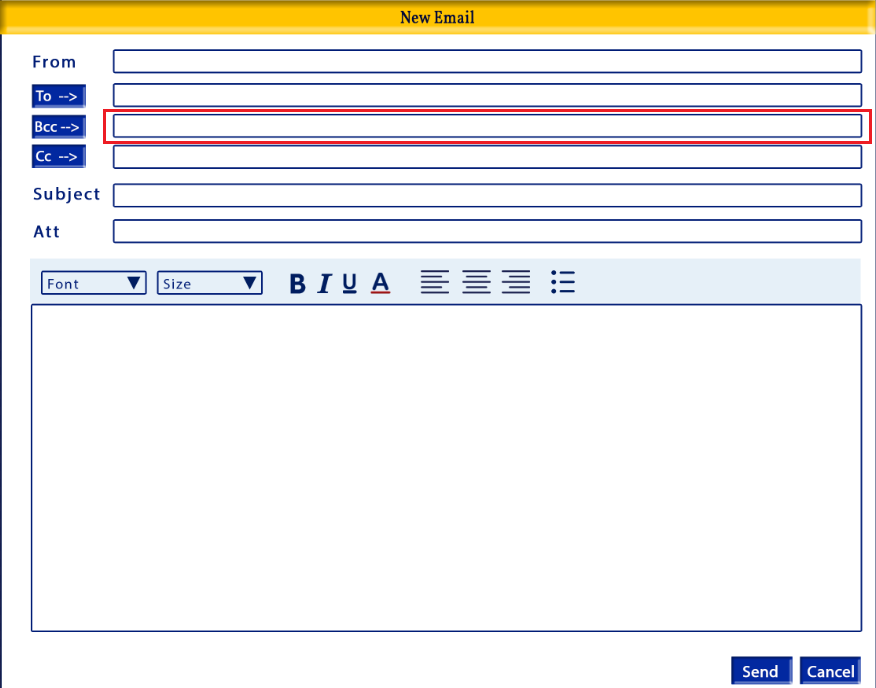 New Email
From
To -->
Bcc -->
Cc -->
Subject
Att
Font Size B I U A
Send Cancel